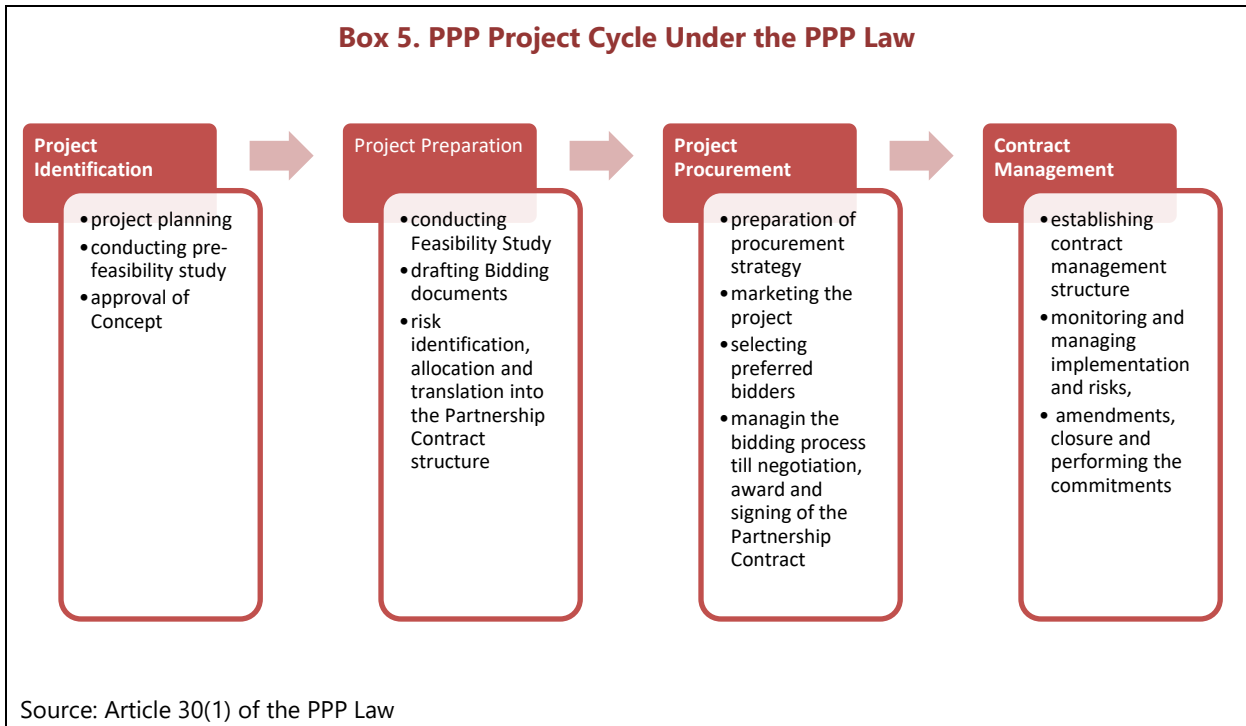 Box 5. PPP Project Cycle Under the PPP Law
Project
Identification
•project planning
•conducting pre-
feasibility study
•approval of
Concept
Project Preparation
•conducting
Feasibility Study
•drafting Bidding
documents
•risk
identification,
allocation and
translation into
the Partnership
Contract
structure
Project
Procurement
•preparation of
procurement
strategy
•marketing the
project
•selecting
preferred
bidders
•managin the
bidding process
till negotiation,
award and
signing of the
Partnership
Contract
Contract
Management
•establishing
contract
management
structure
•monitoring and
managing
implementation
and risks,
• amendments,
closure and
performing the
commitments
Source: Article 30(1) of the PPP Law